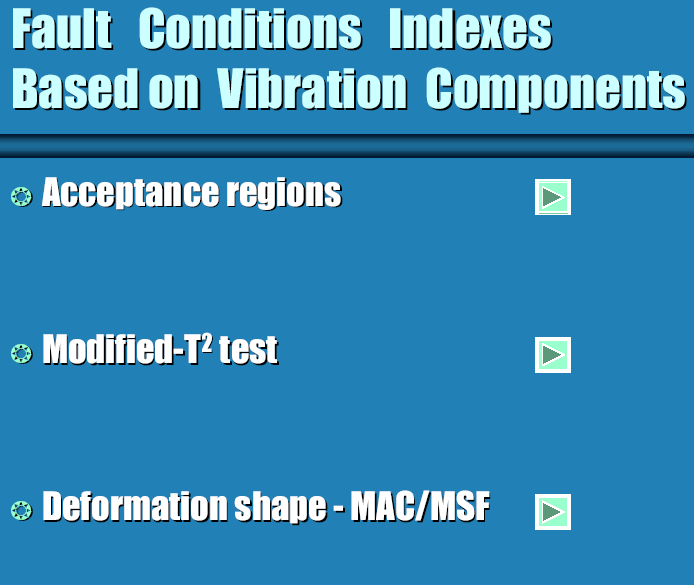 Fault Conditions Indexes
Based on Vibration Components
Acceptance regions
Modified-T² test
Deformation shape - MAC/MSF